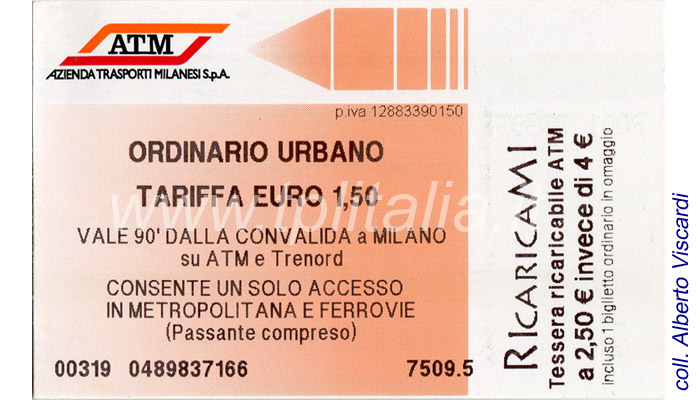 ATM
AZIENDA TRASPORTI MILANESI S.p.A.
p.iva 12883390150
ORDINARIO URBANO
TARIFFA EURO 1,50
www.tplitalia.
VALE 90' DALLA CONVALIDA a MILANO
su ATM e Trenord
CONSENTE UN SOLO ACCESSO
IN METROPOLITANA E FERROVIE
(Passante compreso)
00319 0489837166 7509.5
RICARICAMI
Tessera ricaricabile ATM
a 2,50 € invece di 4 €
incluso 1 biglietto ordinario in omaggio
coll. Alberto Viscardi